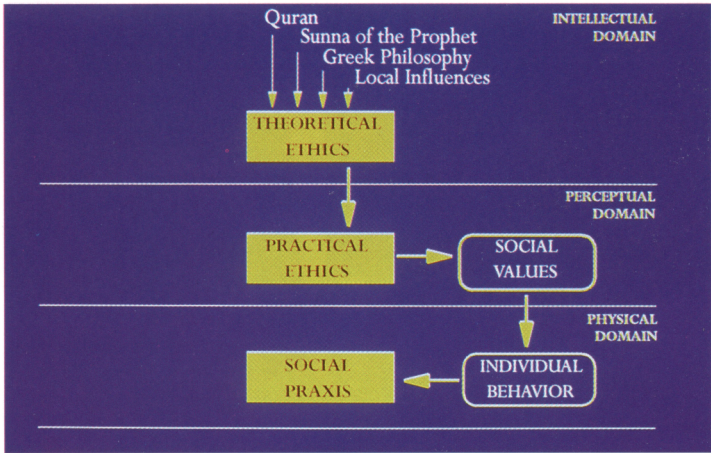 Quran
Sunna of the Prophet
Greek Philosophy
Local Influences
INTELLECTUAL
DOMAIN
THEORETICAL
ETHICS
PERCEPTUAL
DOMAIN
PRACTICAL
ETHICS
SOCIAL
VALUES
PHYSICAL
DOMAIN
SOCIAL
PRAXIS
INDIVIDUAL
BEHAVIOR